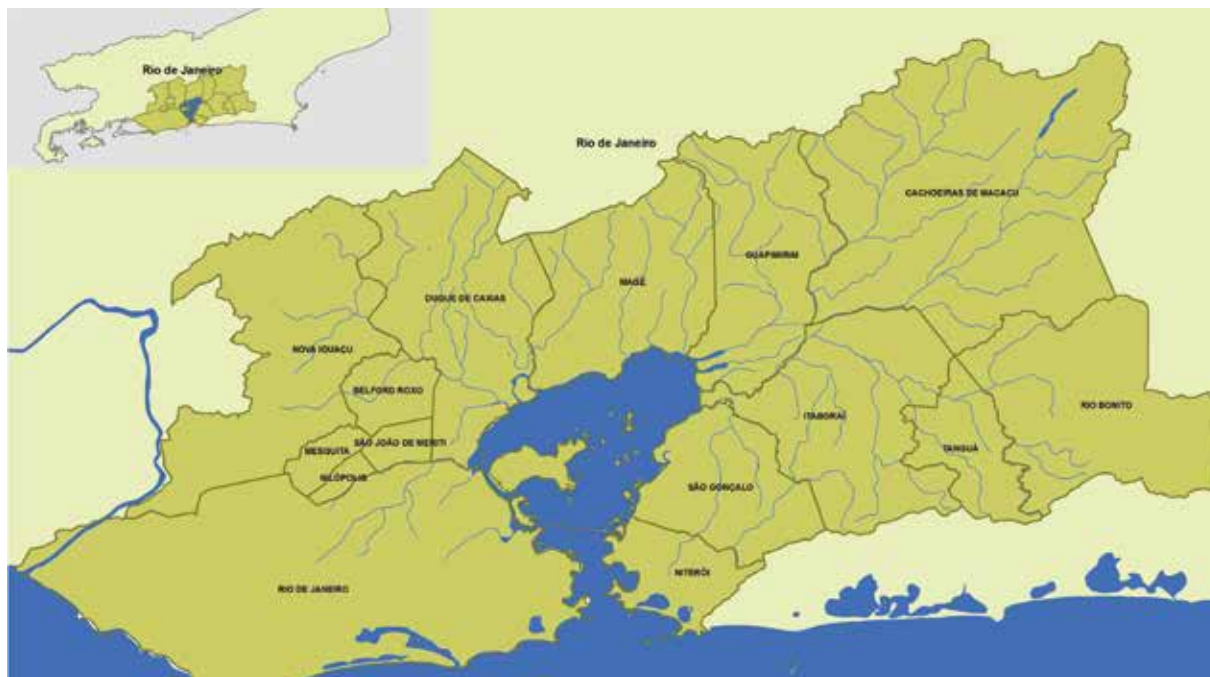 Rio de Janeiro
Rio de Janeiro
CACHOEIRAS DE MACACU
GUAPIMIRIM
MAGÉ
DUQUE DE CAXIAS
NOVA IGUAÇU
BELFORD ROXO
RIO BONITO
ITABORAÍ
SÃO JOÃO DE MERITI
MESQUITA
TANGUÁ
NILÓPOLIS
SÃO GONÇALO
NITERÓI
RIO DE JANEIRO